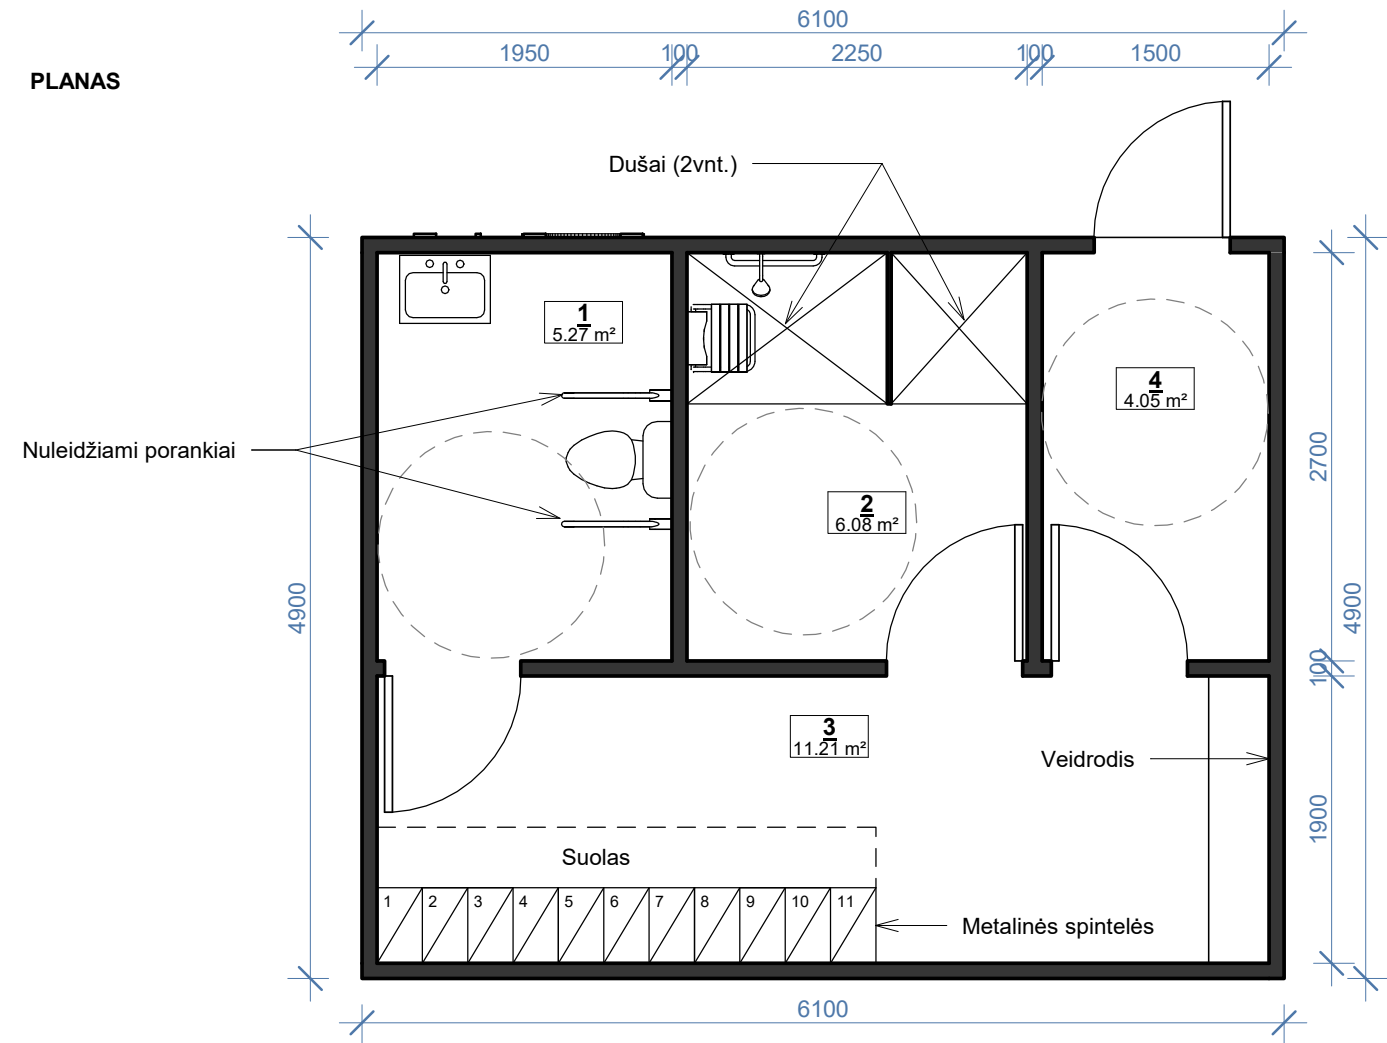 6100
1950
100
2250
100
1500
PLANAS
Dušai (2vnt.)
1
5.27 m²
4
4.05 m²
Nuleidžiami porankiai
2700
2
6.08 m²
4900
4900
100
3
11.21 m²
Veidrodis
1900
Suolas
1 2 3 4 5 6 7 8 9 10 11
Metalinės spintelės
6100